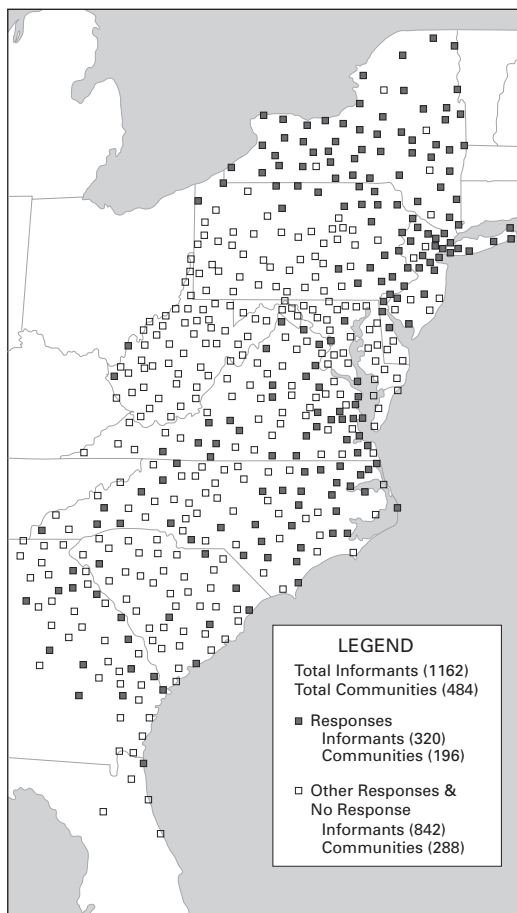 LEGEND
Total Informants (1162)
Total Communities (484)
Responses
Informants (320)
Communities (196)
Other Responses &
No Response
Informants (842)
Communities (288)